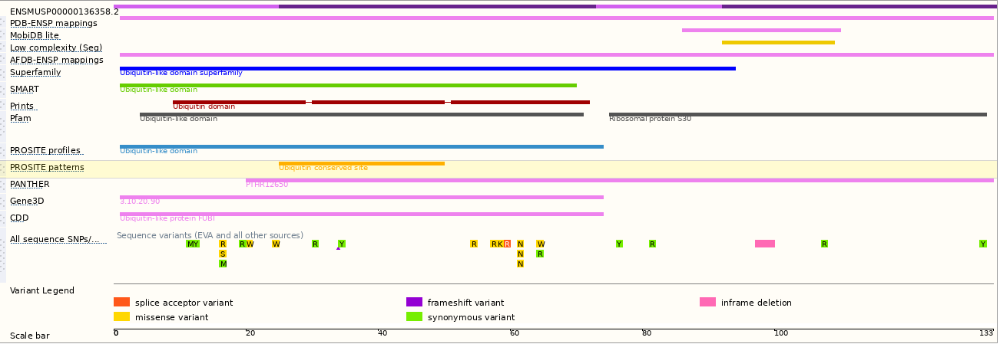 ENSMUSP00000136358.2
PDB-ENSP mappings
MobiDB lite
Low complexity (Seg)
AFDB-ENSP mappings
Superfamily
Ubiquitin-like domain superfamily
SMART
Ubiquitin-like domain
Prints
Ubiquitin domain
Pfam
Ubiquitin-like domain Ribosomal protein S30
PROSITE profiles
Ubiquitin-like domain
PROSITE patterns
Ubiquitin conserved site
PANTHER
PTHR12650
Gene3D
3.10.20.90
CDD
Ubiquitin-like protein FUBI
Sequence variants (EVA and all other sources)
All sequence SNPs/...
M Y R R W W R Y R R K R N W Y R R Y
S N R
M N
Variant Legend
splice acceptor variant frameshift variant inframe deletion
missense variant synonymous variant
Scale bar 0 20 40 60 80 100 133